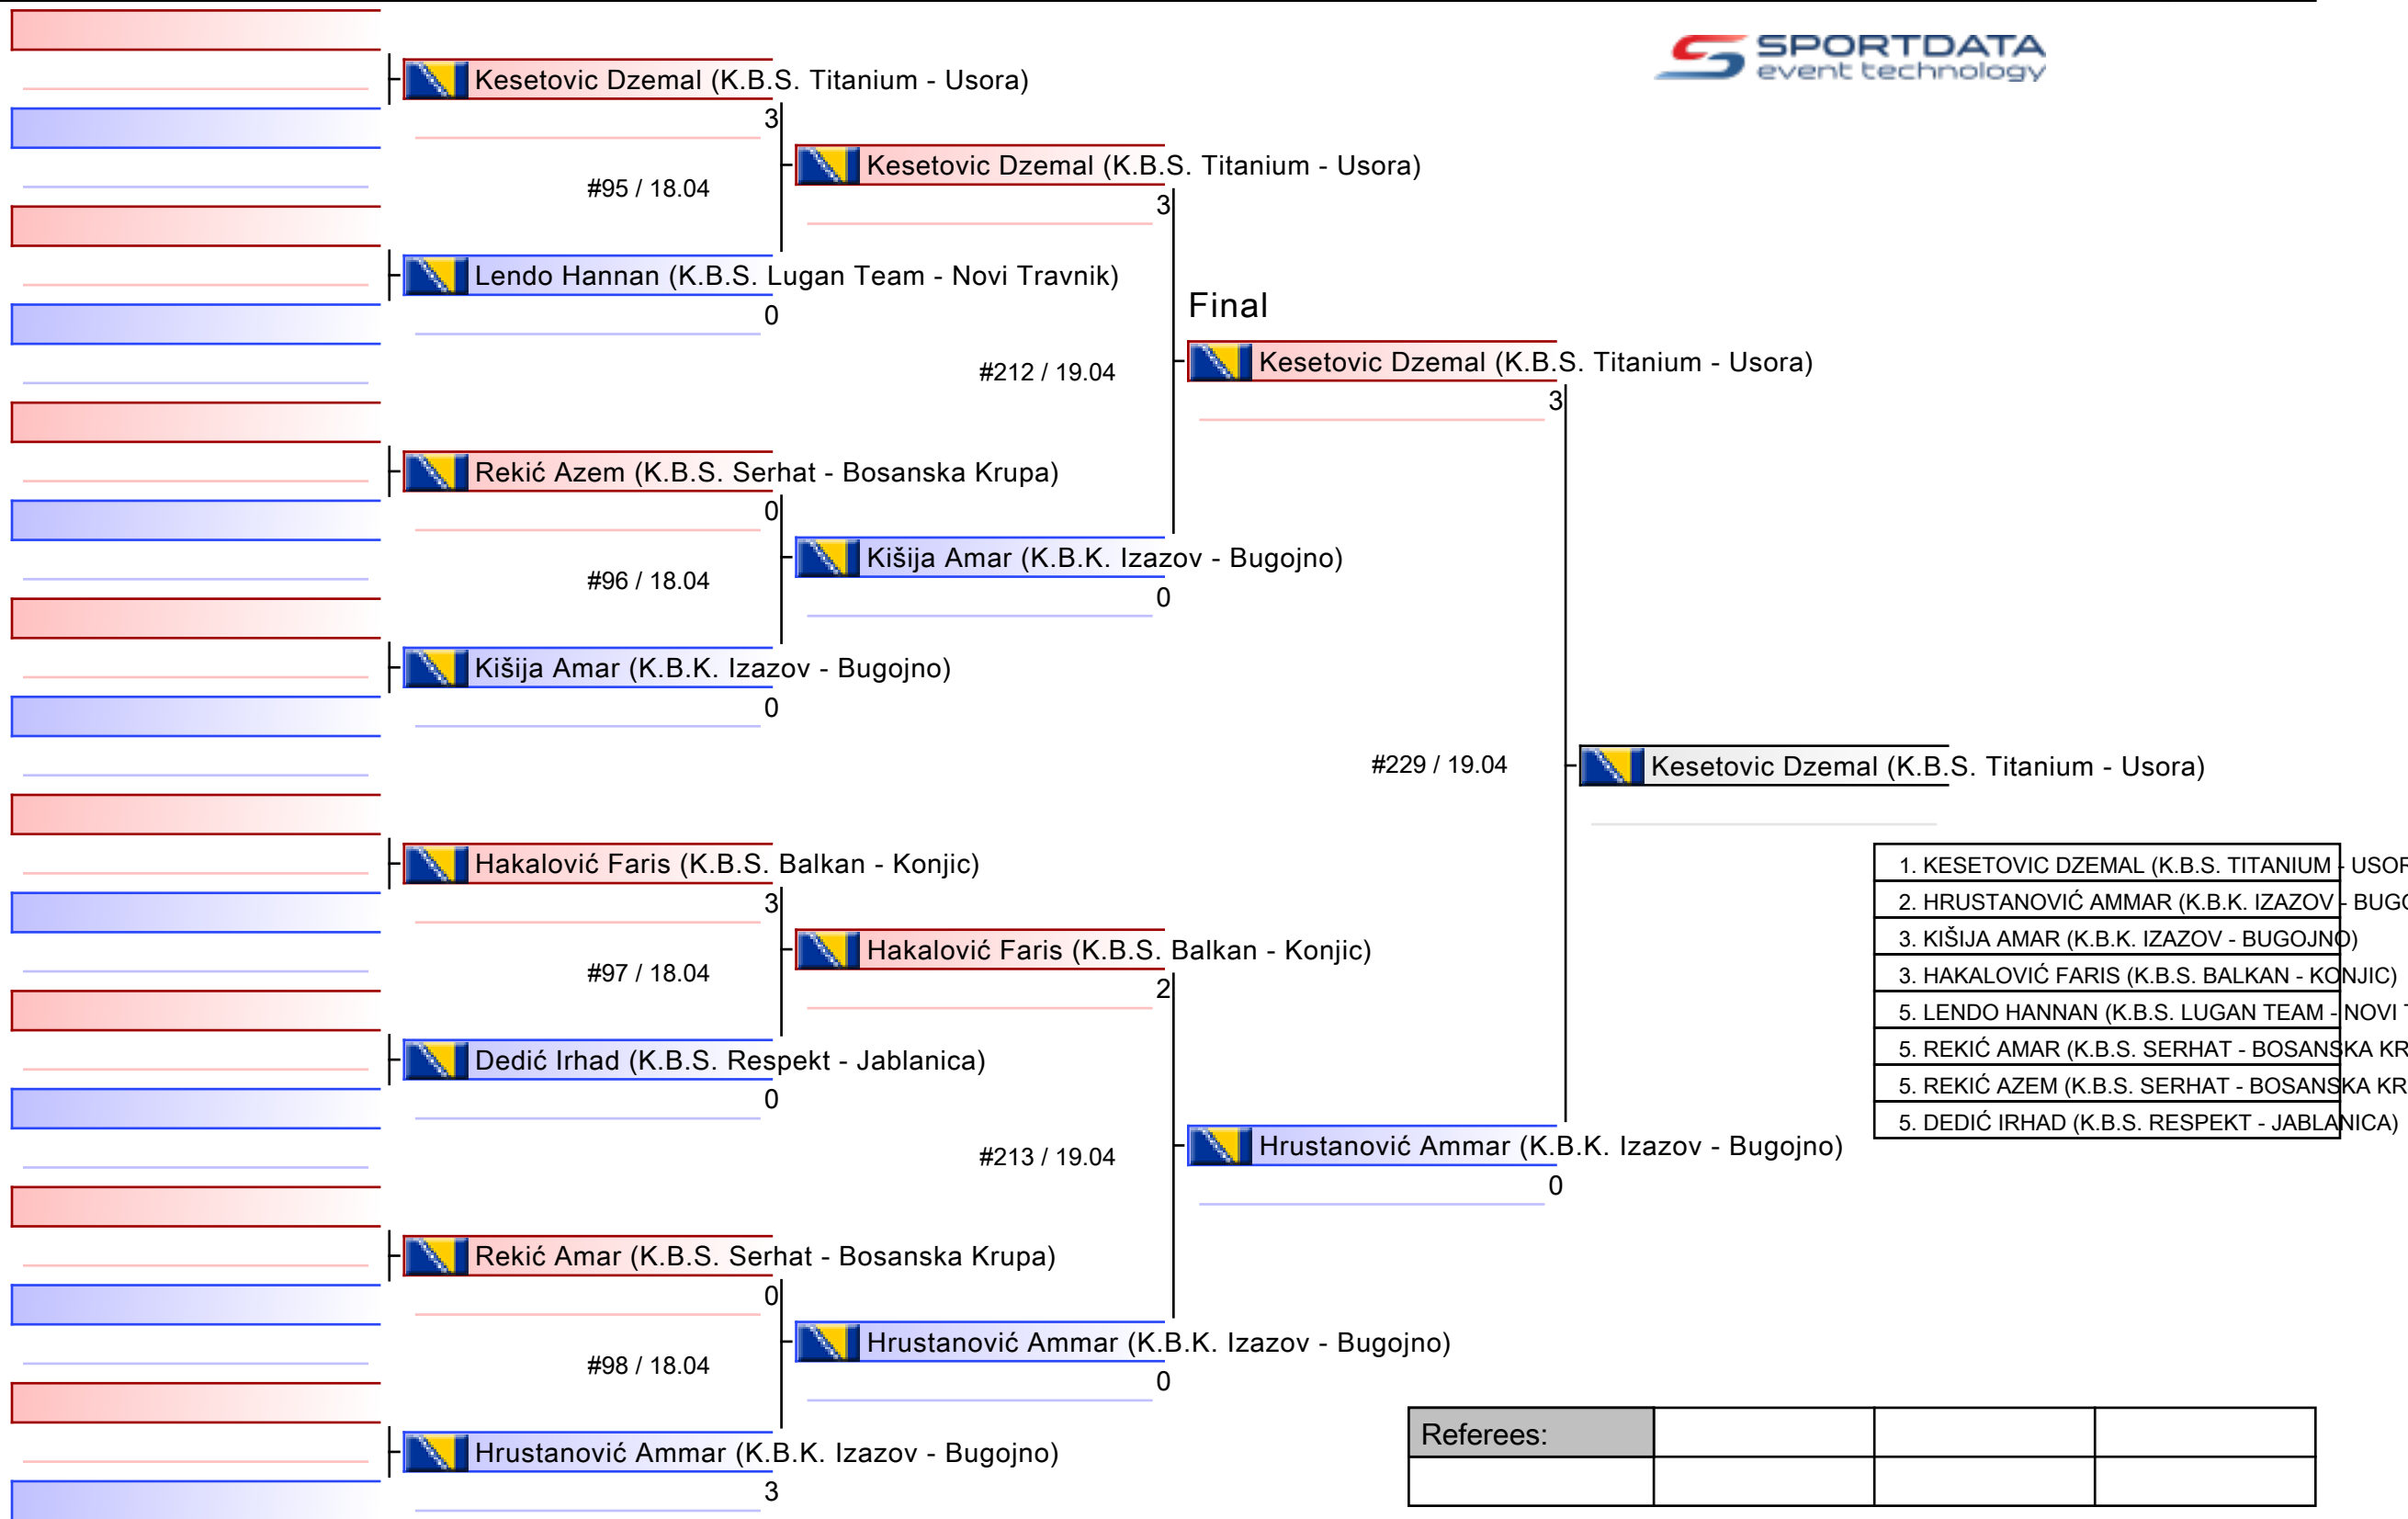 SPORTDATA
event technology
Kesetovic Dzemal (K.B.S. Titanium - Usora)
3
Kesetovic Dzemal (K.B.S. Titanium - Usora)
#95 / 18.04
3
Lendo Hannan (K.B.S. Lugan Team - Novi Travnik)
Final
0
Kesetovic Dzemal (K.B.S. Titanium - Usora)
#212 / 19.04
3
Rekić Azem (K.B.S. Serhat - Bosanska Krupa)
0
Kišija Amar (K.B.K. Izazov - Bugojno)
#96 / 18.04
0
Kišija Amar (K.B.K. Izazov - Bugojno)
0
#229 / 19.04
Kesetovic Dzemal (K.B.S. Titanium - Usora)
Hakalović Faris (K.B.S. Balkan - Konjic)
3
Hakalović Faris (K.B.S. Balkan - Konjic)
#97 / 18.04
2
Dedić Irhad (K.B.S. Respekt - Jablanica)
0
#213 / 19.04
Hrustanović Ammar (K.B.K. Izazov - Bugojno)
0
Rekić Amar (K.B.S. Serhat - Bosanska Krupa)
0
Hrustanović Ammar (K.B.K. Izazov - Bugojno)
#98 / 18.04
0
Hrustanović Ammar (K.B.K. Izazov - Bugojno)
3
1. KESETOVIC DZEMAL (K.B.S. TITANIUM - USOR
2. HRUSTANOVIĆ AMMAR (K.B.K. IZAZOV - BUGO
3. KIŠIJA AMAR (K.B.K. IZAZOV - BUGOJNO)
3. HAKALOVIĆ FARIS (K.B.S. BALKAN - KONJIC)
5. LENDO HANNAN (K.B.S. LUGAN TEAM - NOVI T
5. REKIĆ AMAR (K.B.S. SERHAT - BOSANSKA KR
5. REKIĆ AZEM (K.B.S. SERHAT - BOSANSKA KR
5. DEDIĆ IRHAD (K.B.S. RESPEKT - JABLANICA)
Referees: